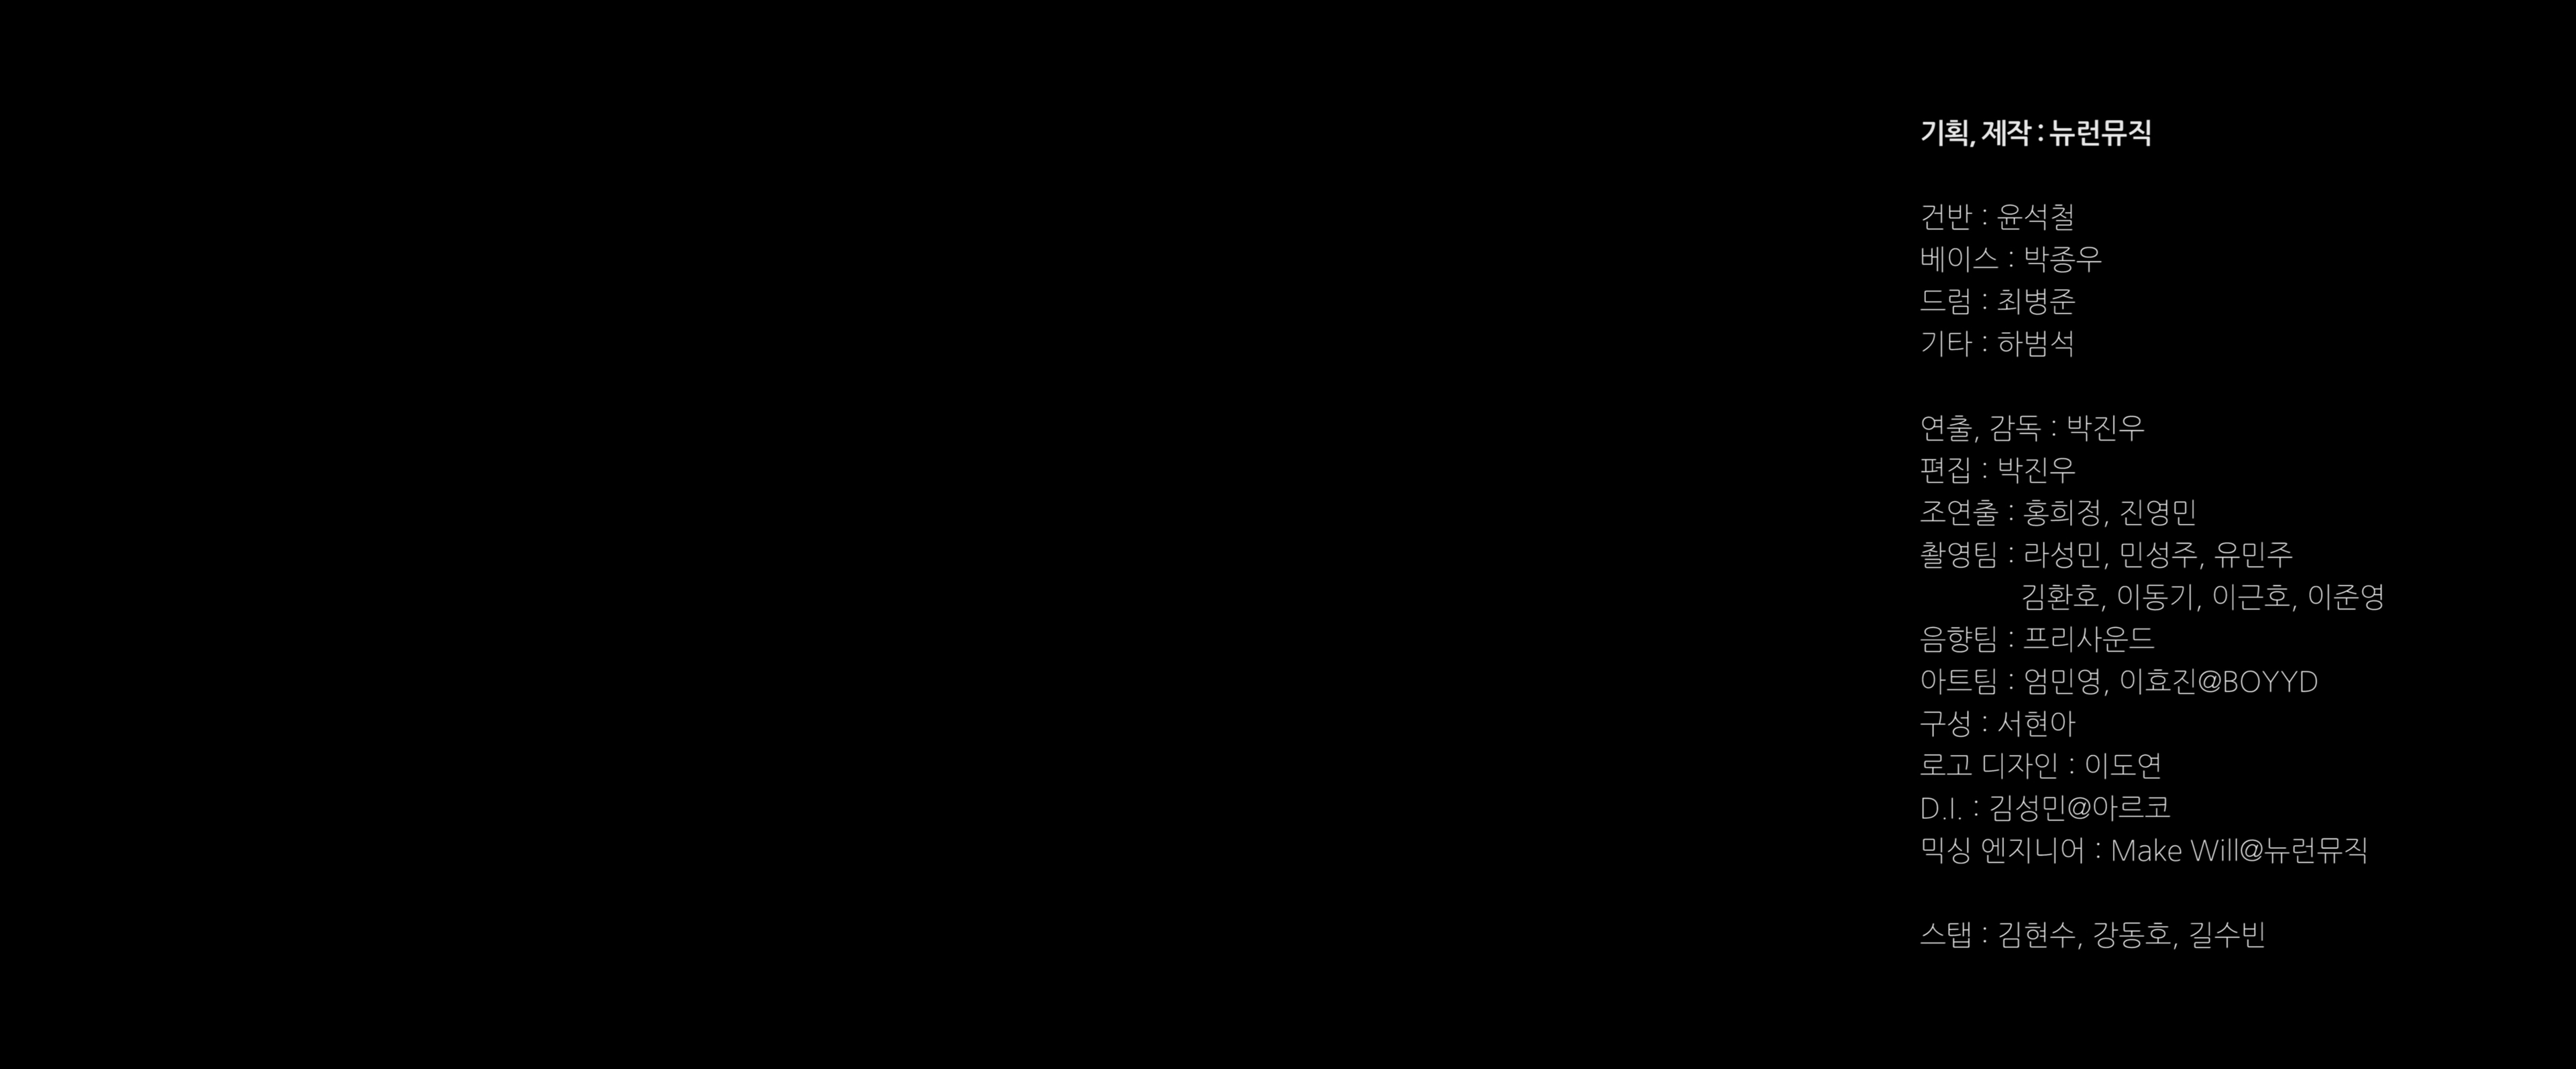 기획, 제작 : 뉴런뮤직
건반 : 윤석철
베이스 : 박종우
드럼 : 최병준
기타 : 하범석
연출, 감독 : 박진우
편집 : 박진우
조연출 : 홍희정, 진영민
촬영팀 : 라성민, 민성주, 유민주
김환호, 이동기, 이근호, 이준영
음향팀 : 프리사운드
아트팀 : 엄민영, 이효진@BOYYD
구성 : 서현아
로고 디자인 : 이도연
D.I. : 김성민@아르코
믹싱 엔지니어 : Make Will@뉴런뮤직
스탭 : 김현수, 강동호, 길수빈